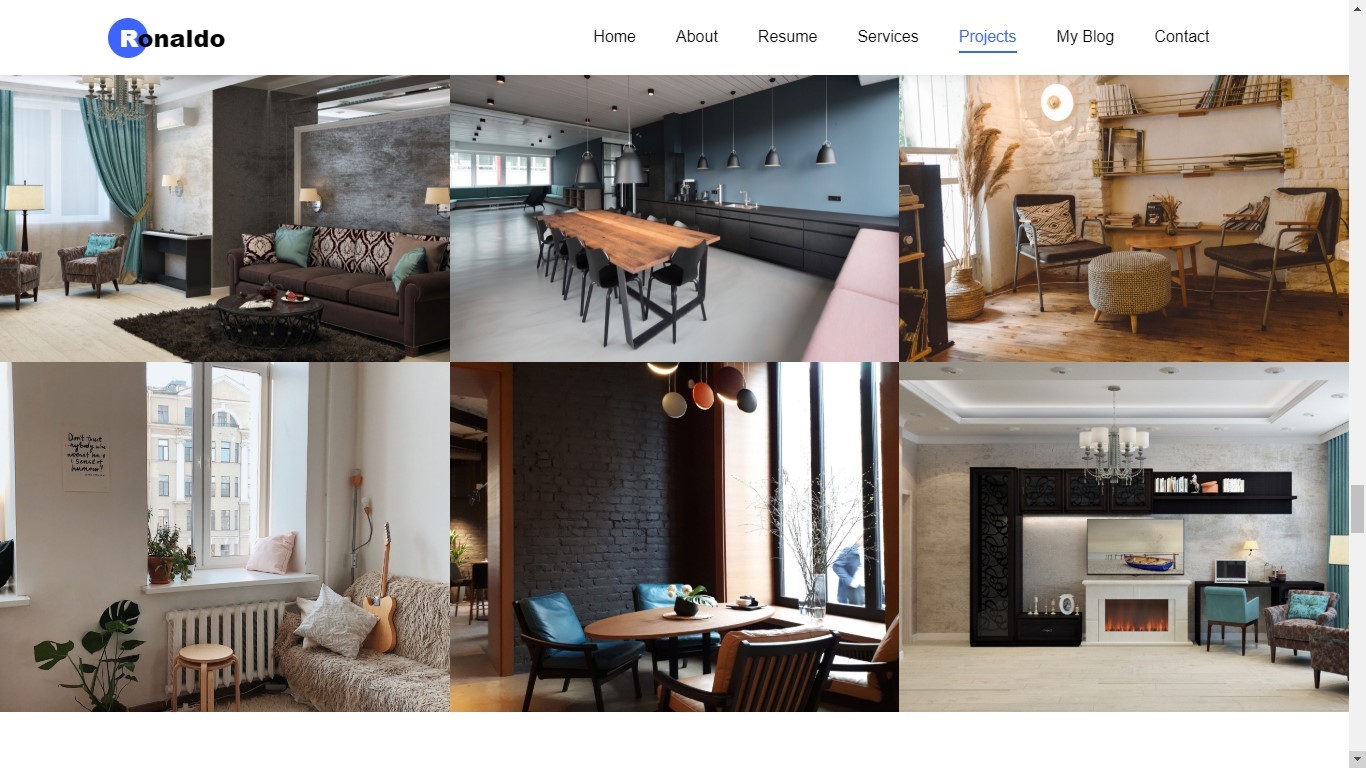 Ronaldo
Home
About
Resume
Services
Projects
My Blog
Contact
Don't trust
anybody who
doesn't have
a sense of
humour!